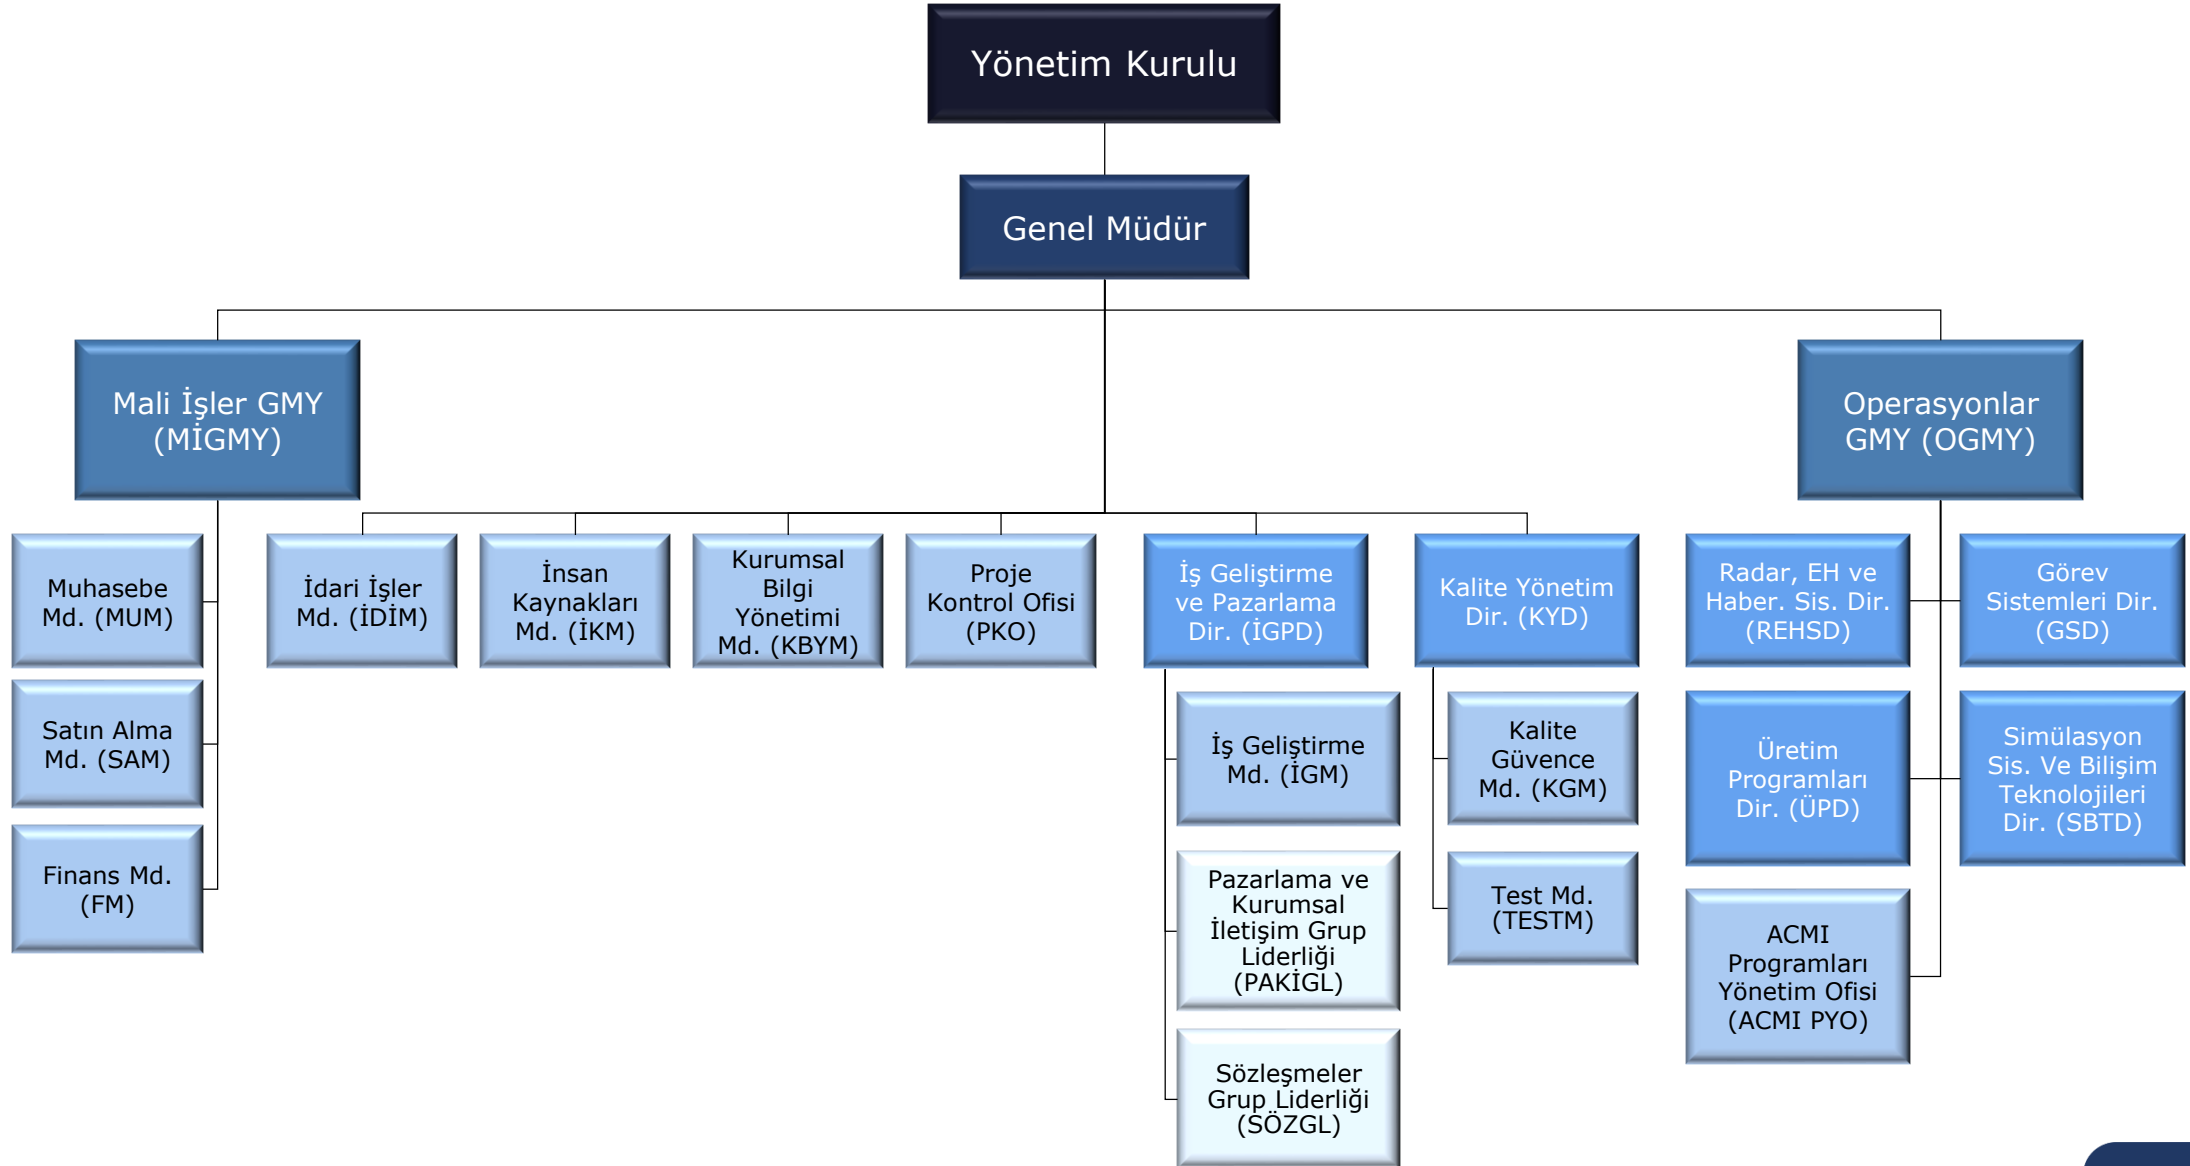 Yönetim Kurulu
Genel Müdür
Mali İşler GMY
(MİGMY)
Operasyonlar
GMY (OGMY)
Muhasebe
Md. (MUM)
İdari İşler
Md. (İDİM)
İnsan
Kaynakları
Md. (İKM)
Kurumsal
Bilgi
Yönetimi
Md. (KBYM)
Proje
Kontrol Ofisi
(PKO)
İş Geliştirme
ve Pazarlama
Dir. (İGPD)
Kalite Yönetim
Dir. (KYD)
Radar, EH ve
Haber. Sis. Dir.
(REHSD)
Görev
Sistemleri Dir.
(GSD)
Satın Alma
Md. (SAM)
İş Geliştirme
Md. (İGM)
Kalite
Güvence
Md. (KGM)
Üretim
Programları
Dir. (ÜPD)
Simülasyon
Sis. Ve Bilişim
Teknolojileri
Dir. (SBTD)
Finans Md.
(FM)
Pazarlama ve
Kurumsal
İletişim Grup
Liderliği
(PAKİGL)
Test Md.
(TESTM)
ACMI
Programları
Yönetim Ofisi
(ACMI PYO)
Sözleşmeler
Grup Liderliği
(SÖZGL)